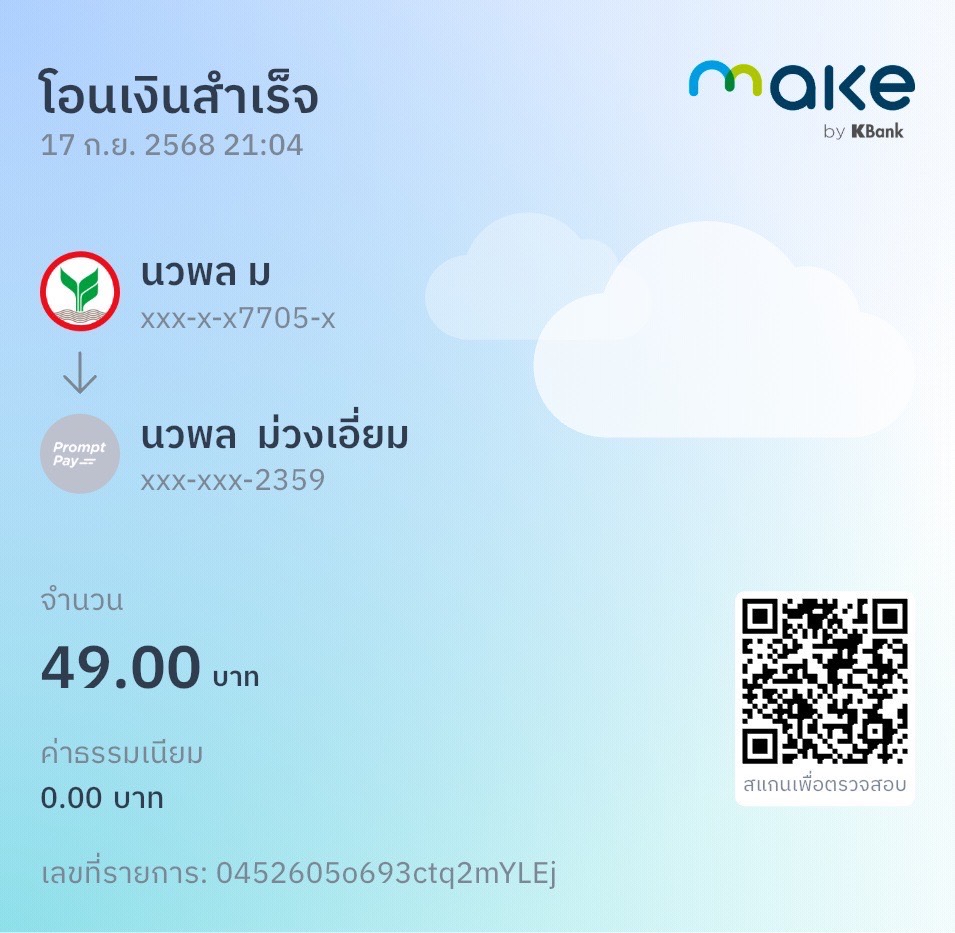 โอนเงินสำเร็จ
17 ก.ย. 2568 21:04
make
by KBank
นวพล ม
xxx-x-x7705-x
Prompt
Pay
นวพล ม่วงเอี่ยม
xxx-xxx-2359
จำนวน
49.00 บาท
ค่าธรรมเนียม
0.00 บาท
สแกนเพื่อตรวจสอบ
เลขที่รายการ: 0452605o693ctq2mYLEj